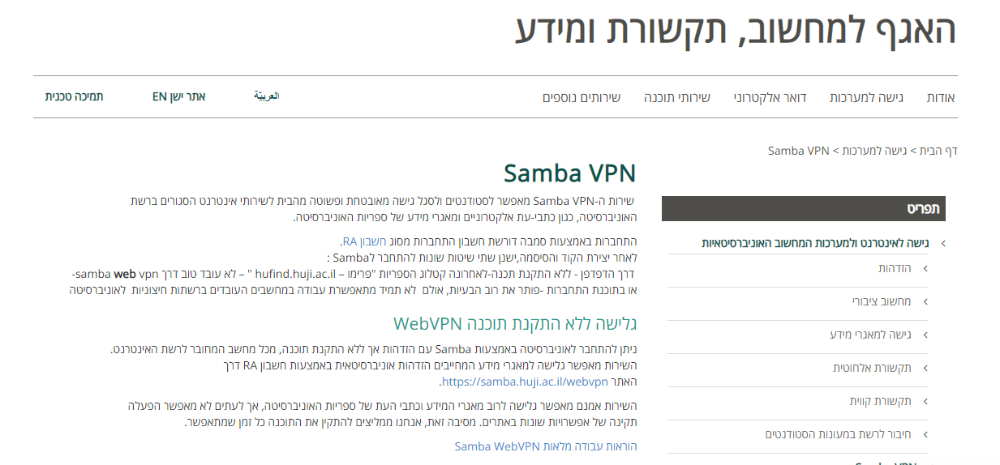 האגף למחשוב, תקשורת ומידע
אודות גישה למערכות דואר אלקטרוני שירותי תוכנה שירותים נוספים العربيّة אתר ישן EN תמיכה טכנית
דף הבית > גישה למערכות > Samba VPN
Samba VPN
שירות ה-Samba VPN מאפשר לסטודנטים ולסגל גישה מאובטחת ופשוטה מהבית לשירותי אינטרנט הסגורים ברשת
האוניברסיטה, כגון כתבי-עת אלקטרוניים ומאגרי מידע של ספריות האוניברסיטה.
התחברות באמצעות סמבה דורשת חשבון התחברות מסוג חשבון RA.
לאחר יצירת הקוד והסיסמה,ישנן שתי שיטות שונות להתחבר לSamba :
דרך הדפדפן - ללא התקנת תכנה-לאחרונה קטלוג הספריות "פרימו – hufind.huji.ac.il " – לא עובד טוב דרך samba web vpn-
או בתוכנת התחברות -פותר את רוב הבעיות, אולם לא תמיד מתאפשרת עבודה במחשבים העובדים ברשתות חיצוניות לאוניברסיטה
גלישה ללא התקנת תוכנה WebVPN
ניתן להתחבר לאוניברסיטה באמצעות Samba עם הזדהות אך ללא התקנת תוכנה, מכל מחשב המחובר לרשת האינטרנט.
השירות מאפשר גלישה למאגרי מידע המחייבים הזדהות אוניברסיטאית באמצעות חשבון RA דרך
האתר https://samba.huji.ac.il/webvpn.
השירות אמנם מאפשר גלישה לרוב מאגרי המידע וכתבי העת של ספריות האוניברסיטה, אך לעתים לא מאפשר הפעלה
תקינה של אפשרויות שונות באתרים. מסיבה זאת, אנחנו ממליצים להתקין את התוכנה כל זמן שמתאפשר.
הוראות עבודה מלאות Samba WebVPN
תפריט
גישה לאינטרנט ולמערכות המחשוב האוניברסיטאיות
הזדהות
מחשוב ציבורי
גישה למאגרי מידע
תקשורת אלחוטית
תקשורת קווית
חיבור לרשת במעונות הסטודנטים
Samba VPN